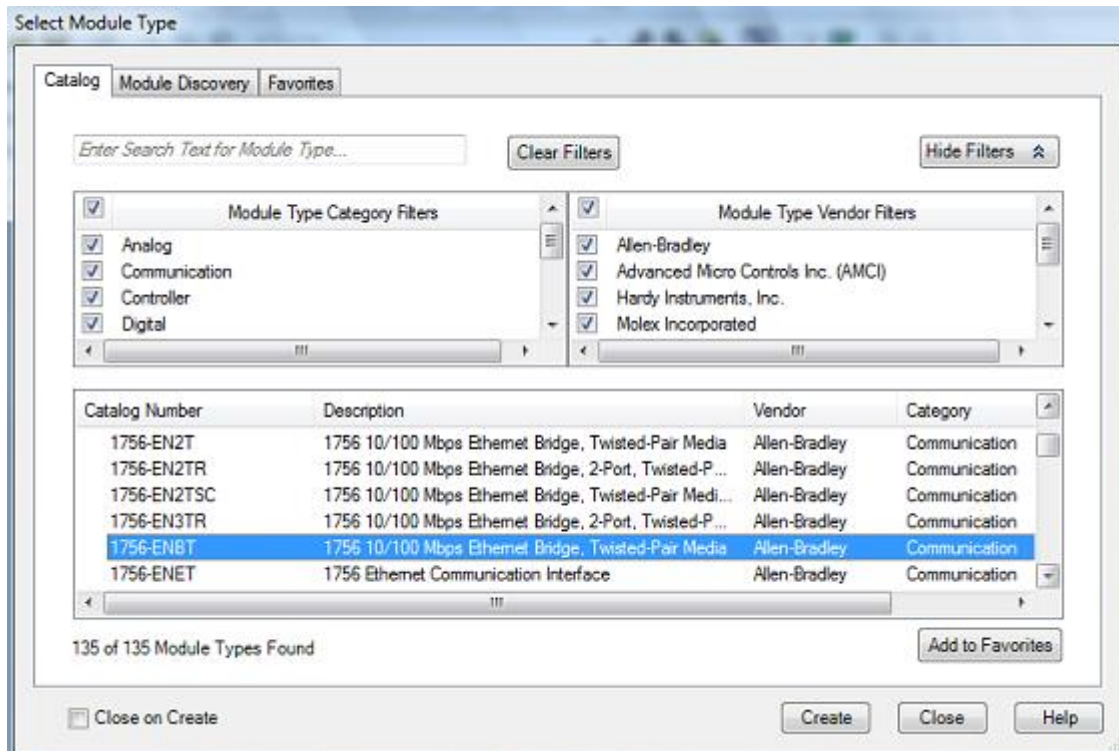 Select Module Type
Catalog Module Discovery Favorites
Enter Search Text for Module Type... Clear Filters Hide Filters
Module Type Category Filters Module Type Vendor Filters
Analog Allen-Bradley
Communication Advanced Micro Controls Inc. (AMCI)
Controller Hardy Instruments, Inc.
Digital Molex Incorporated
Catalog Number Description Vendor Category
1756-EN2T 1756 10/100 Mbps Ethernet Bridge, Twisted-Pair Media Allen-Bradley Communication
1756-EN2TR 1756 10/100 Mbps Ethernet Bridge, 2-Port, Twisted-P... Allen-Bradley Communication
1756-EN2TSC 1756 10/100 Mbps Ethernet Bridge, Twisted-Pair Medi... Allen-Bradley Communication
1756-EN3TR 1756 10/100 Mbps Ethernet Bridge, 2-Port, Twisted-P... Allen-Bradley Communication
1756-ENBT 1756 10/100 Mbps Ethernet Bridge, Twisted-Pair Media Allen-Bradley Communication
1756-ENET 1756 Ethernet Communication Interface Allen-Bradley Communication
135 of 135 Module Types Found Add to Favorites
Close on Create Create Close Help